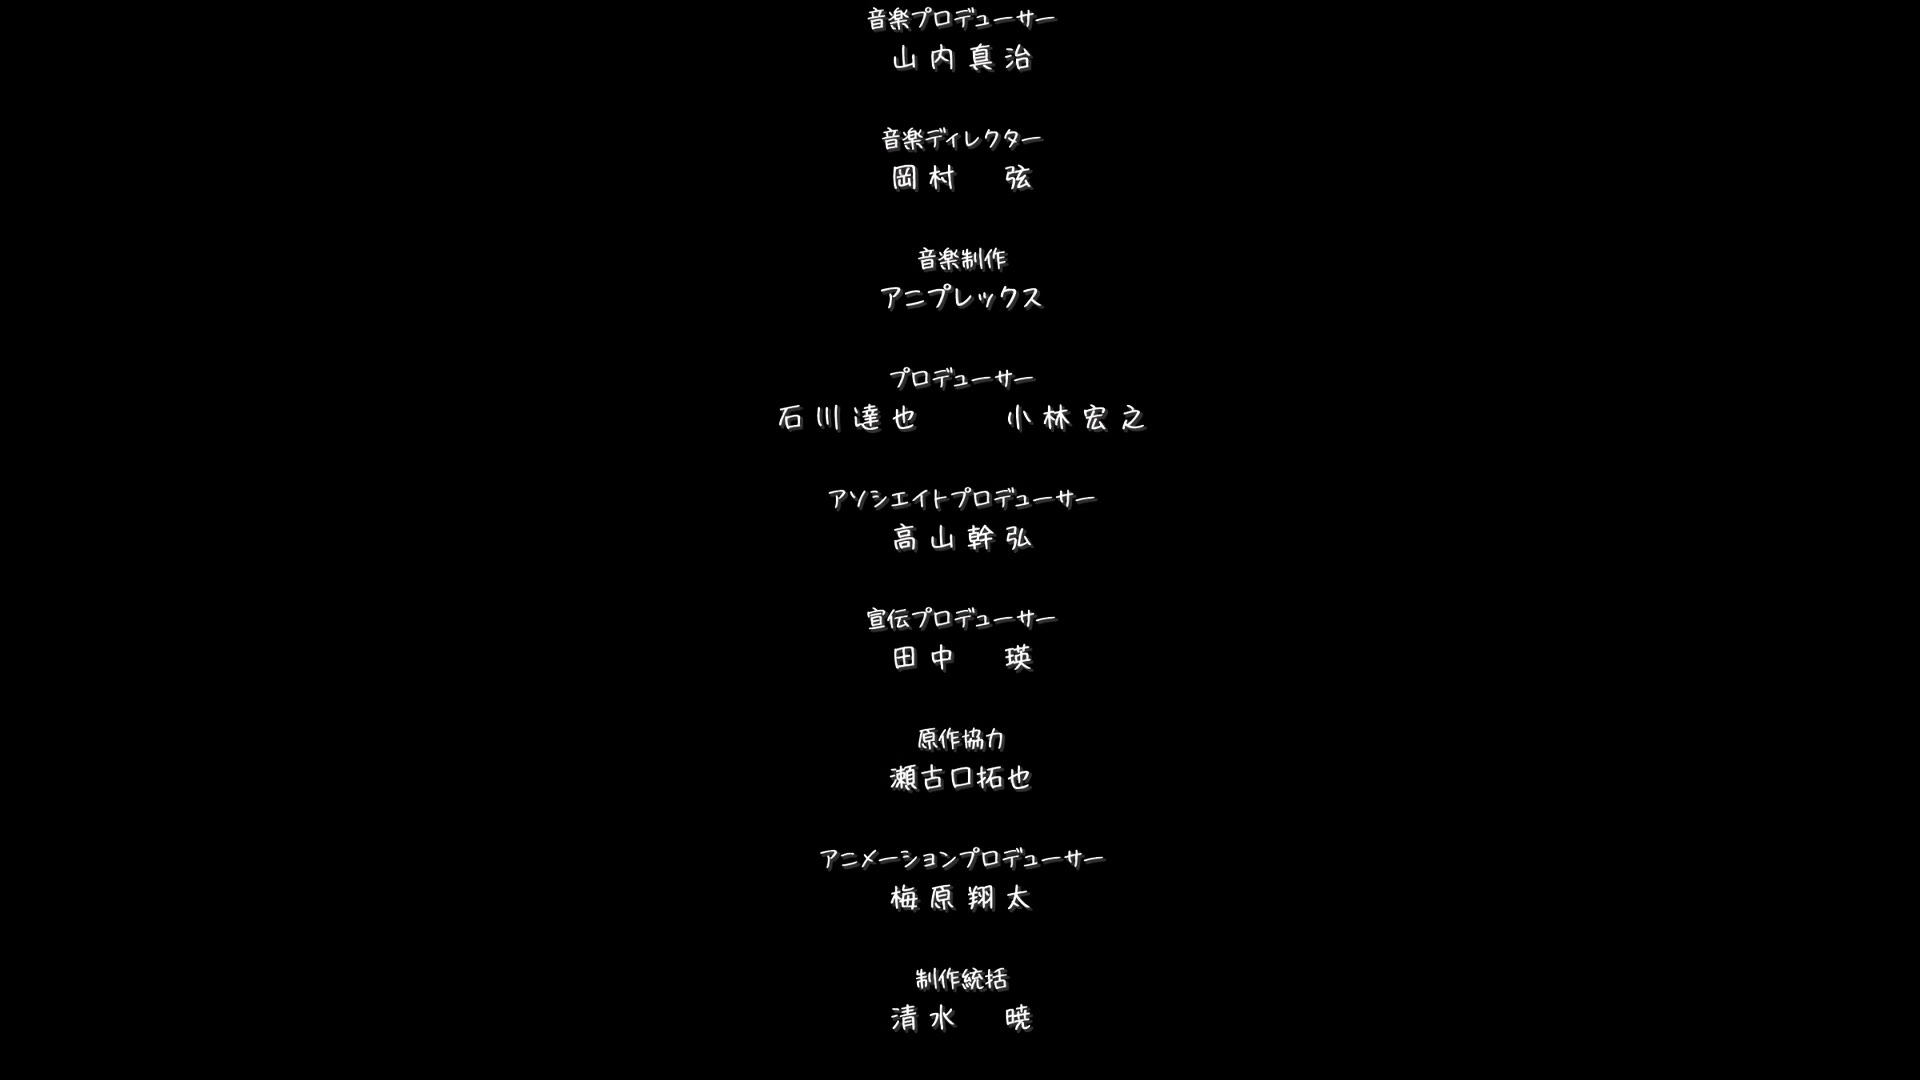 音楽プロデューサー
山内真治
音楽ディレクター
岡村　弦
音楽制作
アニプレックス
プロデューサー
石川達也　　小林宏之
アソシエイトプロデューサー
高山幹弘
宣伝プロデューサー
田中　瑛
原作協力
瀬古口拓也
アニメーションプロデューサー
梅原翔太
制作統括
清水　暁